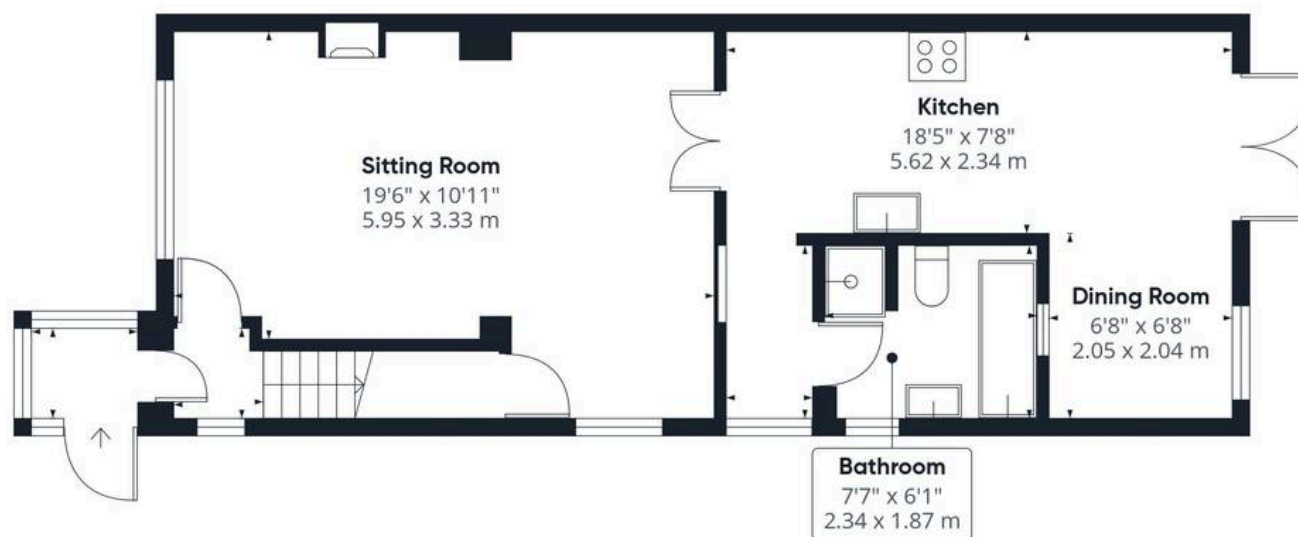 Sitting Room
19'6" x 10'11"
5.95 x 3.33 m
Kitchen
18'5" x 7'8"
5.62 x 2.34 m
Dining Room
6'8" x 6'8"
2.05 x 2.04 m
Bathroom
7'7" x 6'1"
2.34 x 1.87 m